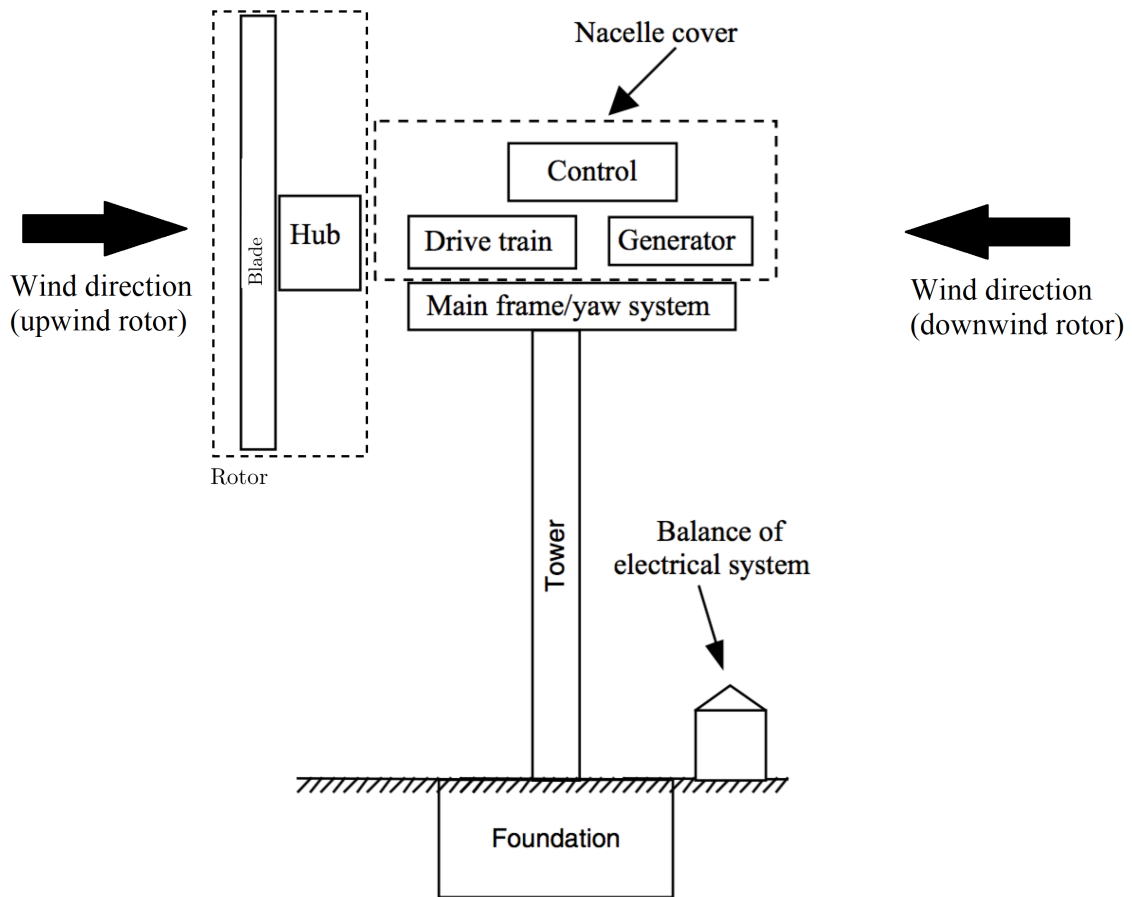 Nacelle cover
Control
Drive train
Generator
Blade
Hub
Main frame/yaw system
Wind direction
(upwind rotor)
Wind direction
(downwind rotor)
Rotor
Tower
Balance of
electrical system
Foundation